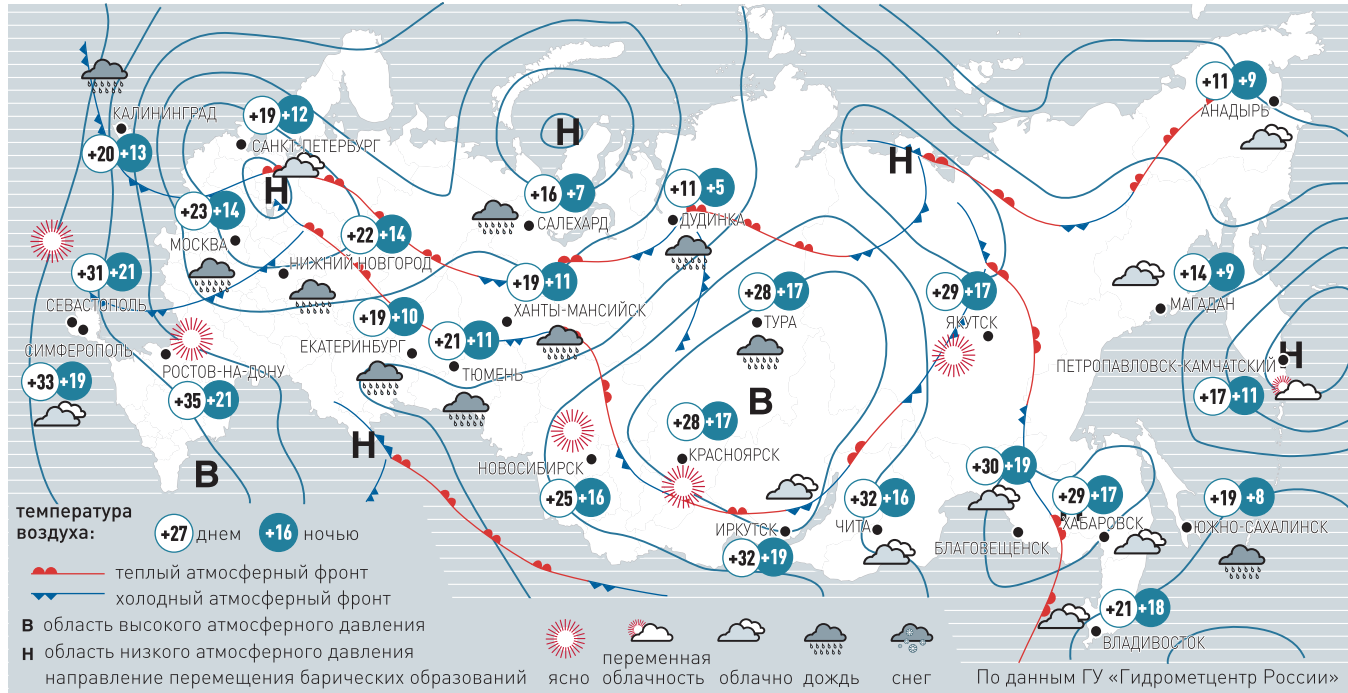 КАЛИНИНГРАД
+20 +13
+19 +12
САНКТ-ПЕТЕРБУРГ
Н
Н
+16 +7
САЛЕХАРД
+11 +5
ДУДИНКА
Н
+11 +9
АНАДЫРЬ
+23 +14
МОСКВА
+22 +14
НИЖНИЙ НОВГОРОД
+31 +21
СЕВАСТОПОЛЬ
СИМФЕРОПОЛЬ
+33 +19
РОСТОВ-НА-ДОНУ
+35 +21
+19 +11
ХАНТЫ-МАНСИЙСК
+19 +10
ЕКАТЕРИНБУРГ
+21 +11
ТЮМЕНЬ
+28 +17
ТУРА
+29 +17
ЯКУТСК
+14 +9
МАГАДАН
Н
ПЕТРОПАВЛОВСК-КАМЧАТСКИЙ
+17 +11
В
+28 +17
КРАСНОЯРСК
Н
В
НОВОСИБИРСК
+25 +16
ИРКУТСК
+32 +19
+32 +16
ЧИТА
+30 +19
БЛАГОВЕЩЕНСК
+29 +17
Н
ХАБАРОВСК
+19 +8
ЮЖНО-САХАЛИНСК
+21 +18
ВЛАДИВОСТОК
температура
воздуха:
+27 днем +16 ночью
теплый атмосферный фронт
холодный атмосферный фронт
В область высокого атмосферного давления
Н область низкого атмосферного давления
направление перемещения барических образований
ясно
переменная
облачность
облачно
дождь
снег
По данным ГУ «Гидрометцентр России»